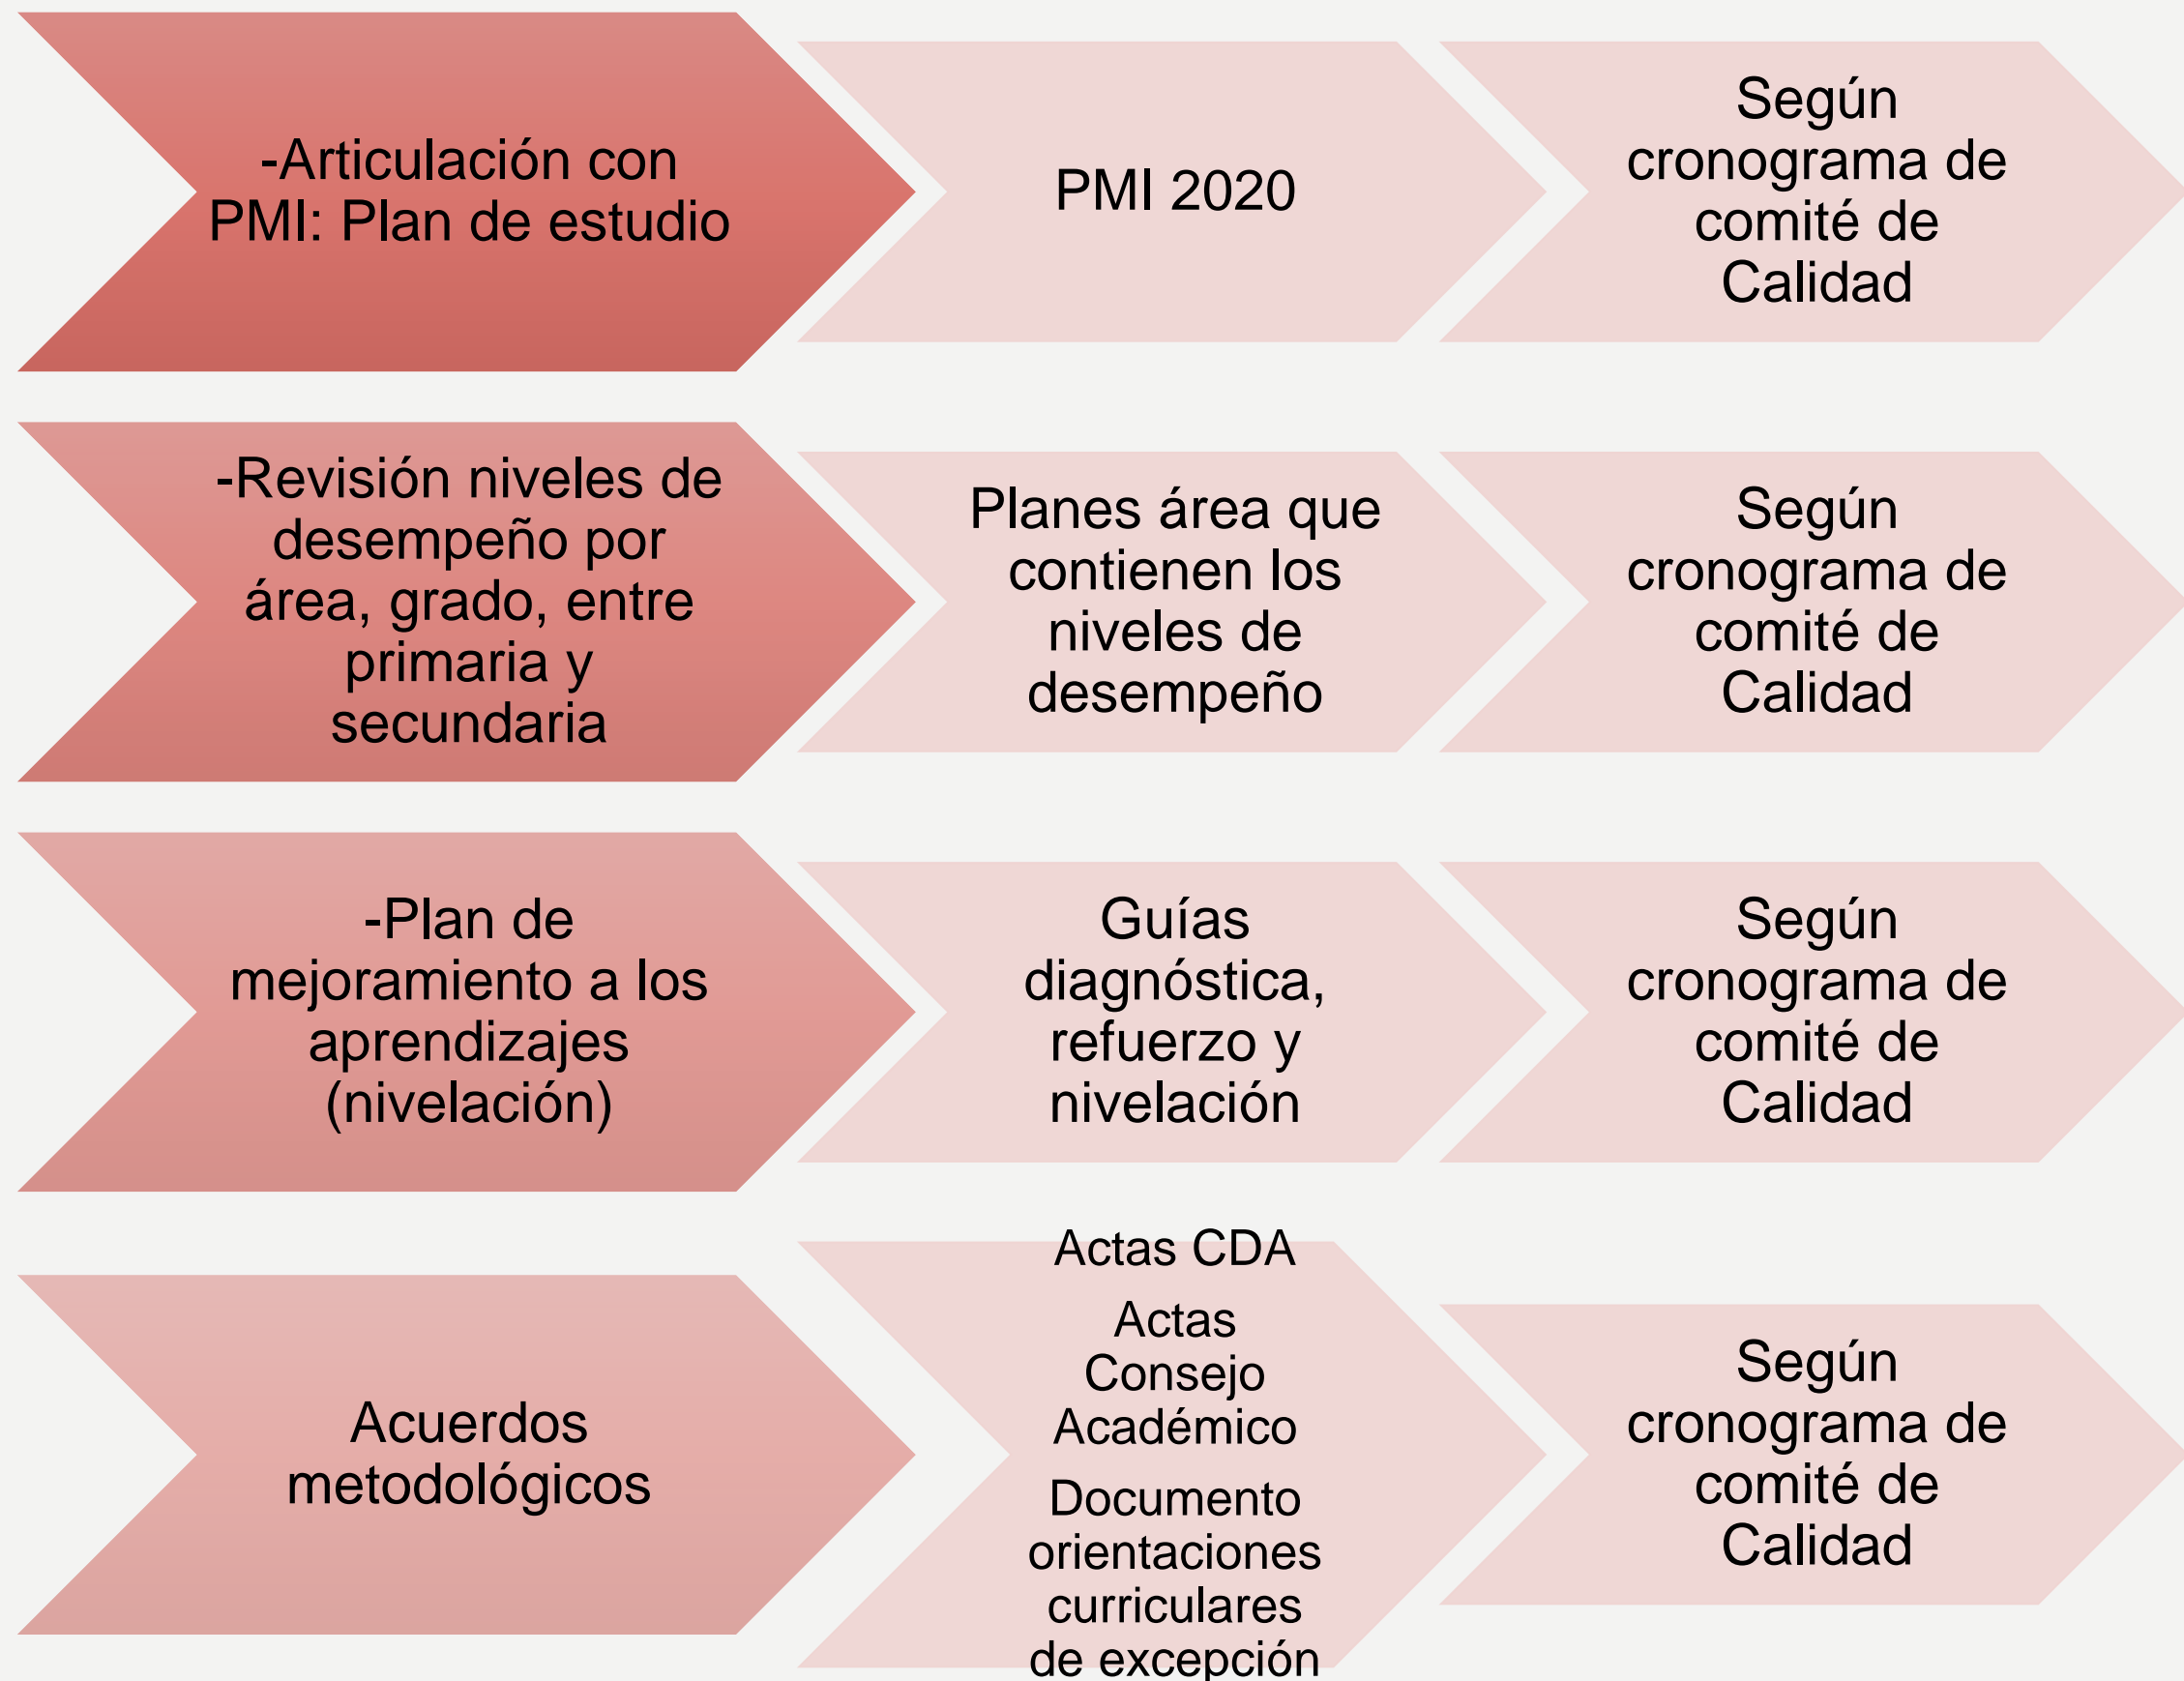 -Articulación con
PMI: Plan de estudio
PMI 2020
Según
cronograma de
comité de
Calidad
-Revisión niveles de
desempeño por
área, grado, entre
primaria y
secundaria
Planes área que
contienen los
niveles de
desempeño
Según
cronograma de
comité de
Calidad
-Plan de
mejoramiento a los
aprendizajes
(nivelación)
Guías
diagnóstica,
refuerzo y
nivelación
Según
cronograma de
comité de
Calidad
Acuerdos
metodológicos
Actas CDA
Actas
Consejo
Académico
Documento
orientaciones
curriculares
de excepción
Según
cronograma de
comité de
Calidad